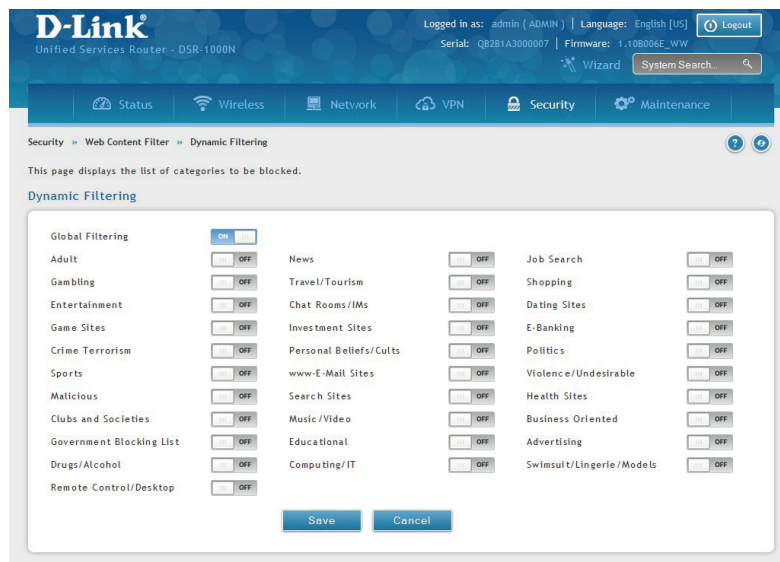 D-Link®
Logged in as: admin ( ADMIN ) | Language: English [US]
Logout
Unified Services Router - DSR-1000N
Serial: QB2B1A3000007 | Firmware: 1.10B006E_WW
Wizard
System Search...
Status
Wireless
Network
VPN
Security
Maintenance
Security » Web Content Filter » Dynamic Filtering
This page displays the list of categories to be blocked.
Dynamic Filtering
Global Filtering ON
Adult OFF News OFF Job Search OFF
Gambling OFF Travel/Tourism OFF Shopping OFF
Entertainment OFF Chat Rooms/IMs OFF Dating Sites OFF
Game Sites OFF Investment Sites OFF E-Banking OFF
Crime Terrorism OFF Personal Beliefs/Cults OFF Politics OFF
Sports OFF www-E-Mail Sites OFF Violence/Undesirable OFF
Malicious OFF Search Sites OFF Health Sites OFF
Clubs and Societies OFF Music/Video OFF Business Oriented OFF
Government Blocking List OFF Educational OFF Advertising OFF
Drugs/Alcohol OFF Computing/IT OFF Swimsuit/Lingerie/Models OFF
Remote Control/Desktop OFF
Save
Cancel